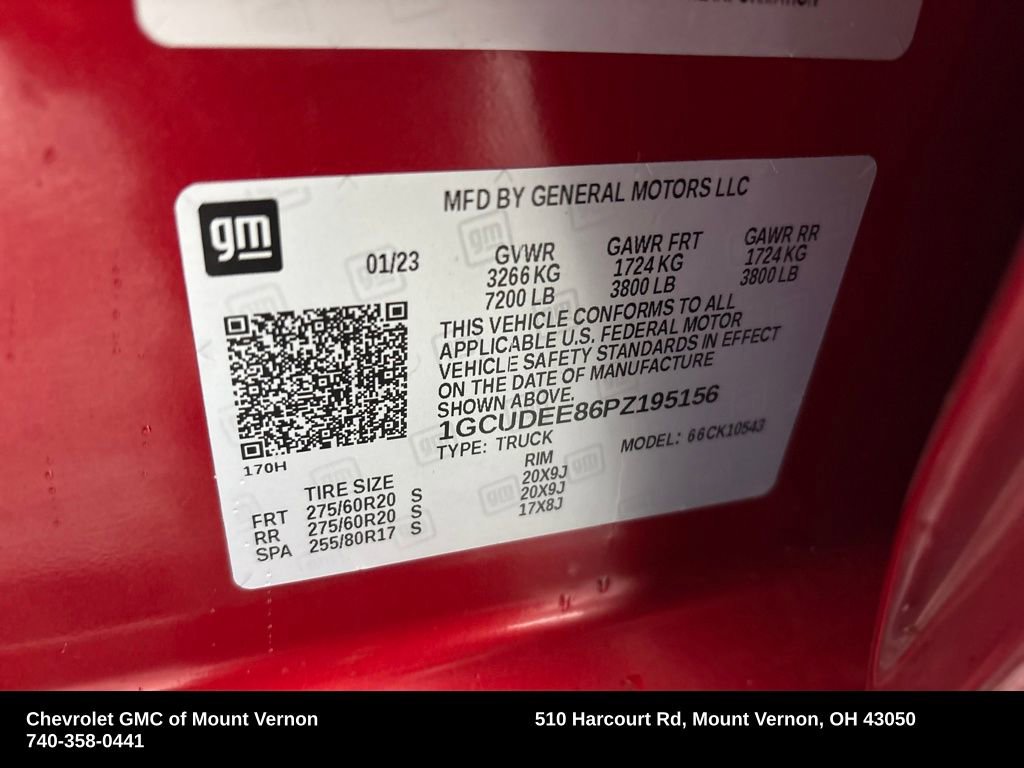 gm
MFD BY GENERAL MOTORS LLC
01/23
GVWR GAWR FRT GAWR RR
3266 KG 1724 KG 1724 KG
7200 LB 3800 LB 3800 LB
THIS VEHICLE CONFORMS TO ALL
APPLICABLE U.S. FEDERAL MOTOR
VEHICLE SAFETY STANDARDS IN EFFECT
ON THE DATE OF MANUFACTURE
SHOWN ABOVE.
1GCUDEE86PZ195156
TYPE: TRUCK MODEL: 66CK10543
170H
TIRE SIZE RIM
FRT 275/60R20 S 20X9J
RR 275/60R20 S 20X9J
SPA 255/80R17 S 17X8J
Chevrolet GMC of Mount Vernon 510 Harcourt Rd, Mount Vernon, OH 43050
740-358-0441